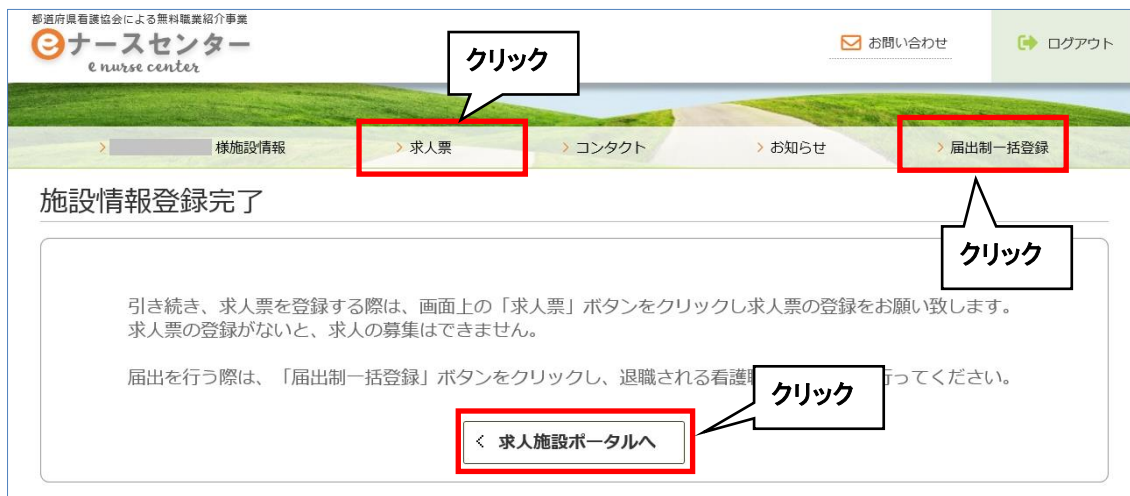 都道府県看護協会による無料職業紹介事業
eナースセンター
e nurse center
クリック
お問い合わせ
ログアウト
様施設情報
求人票
コンタクト
お知らせ
届出制一括登録
施設情報登録完了
クリック
引き続き、求人票を登録する際は、画面上の「求人票」ボタンをクリックし求人票の登録をお願い致します。
求人票の登録がないと、求人の募集はできません。
届出を行う際は、「届出制一括登録」ボタンをクリックし、退職される看護 行ってください。
クリック
求人施設ポータルへ